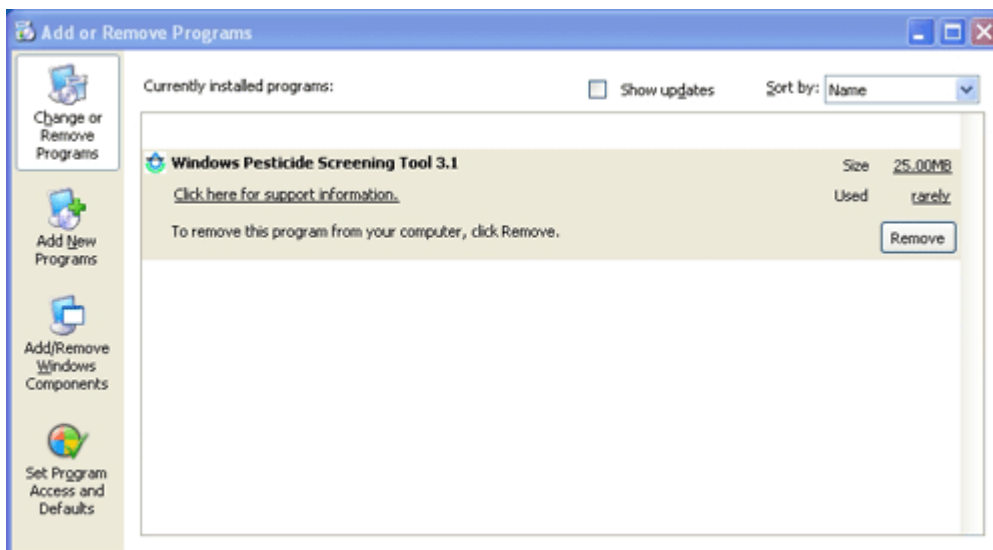 Add or Remove Programs
Change or
Remove
Programs
Add New
Programs
Add/Remove
Windows
Components
Set Program
Access and
Defaults
Currently installed programs:
Show updates
Sort by: Name
Windows Pesticide Screening Tool 3.1
Size 25.00MB
Click here for support information.
Used rarely
To remove this program from your computer, click Remove.
Remove